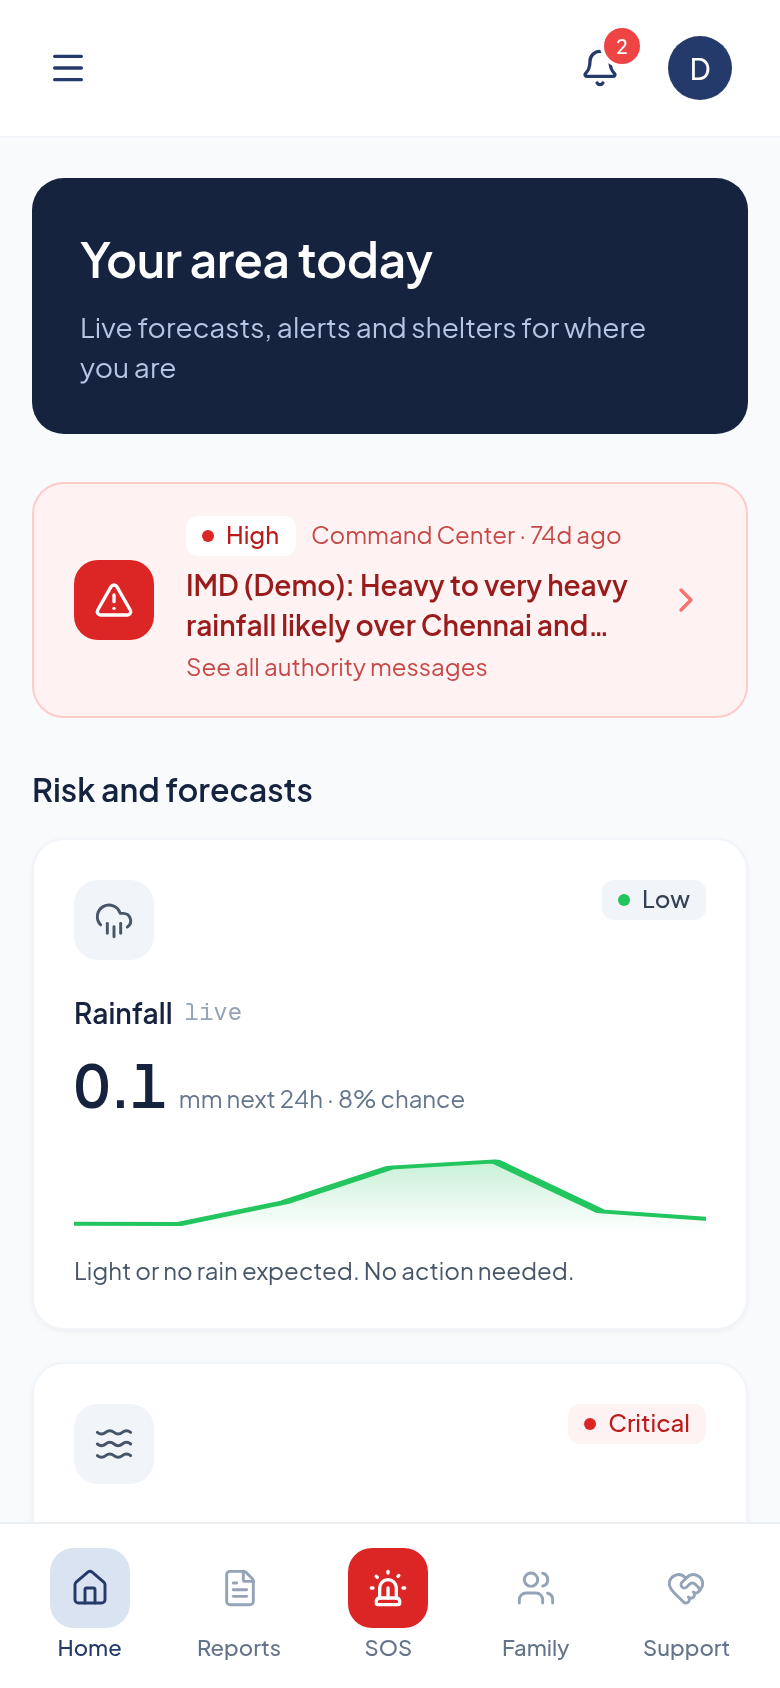 2
D
Your area today
Live forecasts, alerts and shelters for where
you are
High Command Center · 74d ago
IMD (Demo): Heavy to very heavy
rainfall likely over Chennai and...
See all authority messages
Risk and forecasts
Low
Rainfall live
0.1 mm next 24h · 8% chance
Light or no rain expected. No action needed.
Critical
Home Reports SOS Family Support